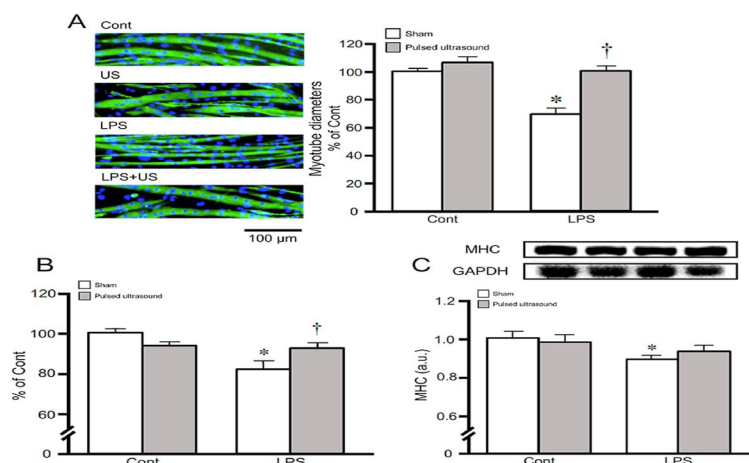 A
Cont
US
LPS
LPS+US
100 μm
Myotube diameters
% of Cont
120
100
80
60
40
20
0
Sham
Pulsed ultrasound
*
†
Cont
LPS
B
% of Cont
120
100
80
60
0
Sham
Pulsed ultrasound
*
†
Cont
LPS
MHC
GAPDH
C
MHC (a.u.)
1.2
1.0
0.8
0.6
0
Sham
Pulsed ultrasound
*
Cont
LPS